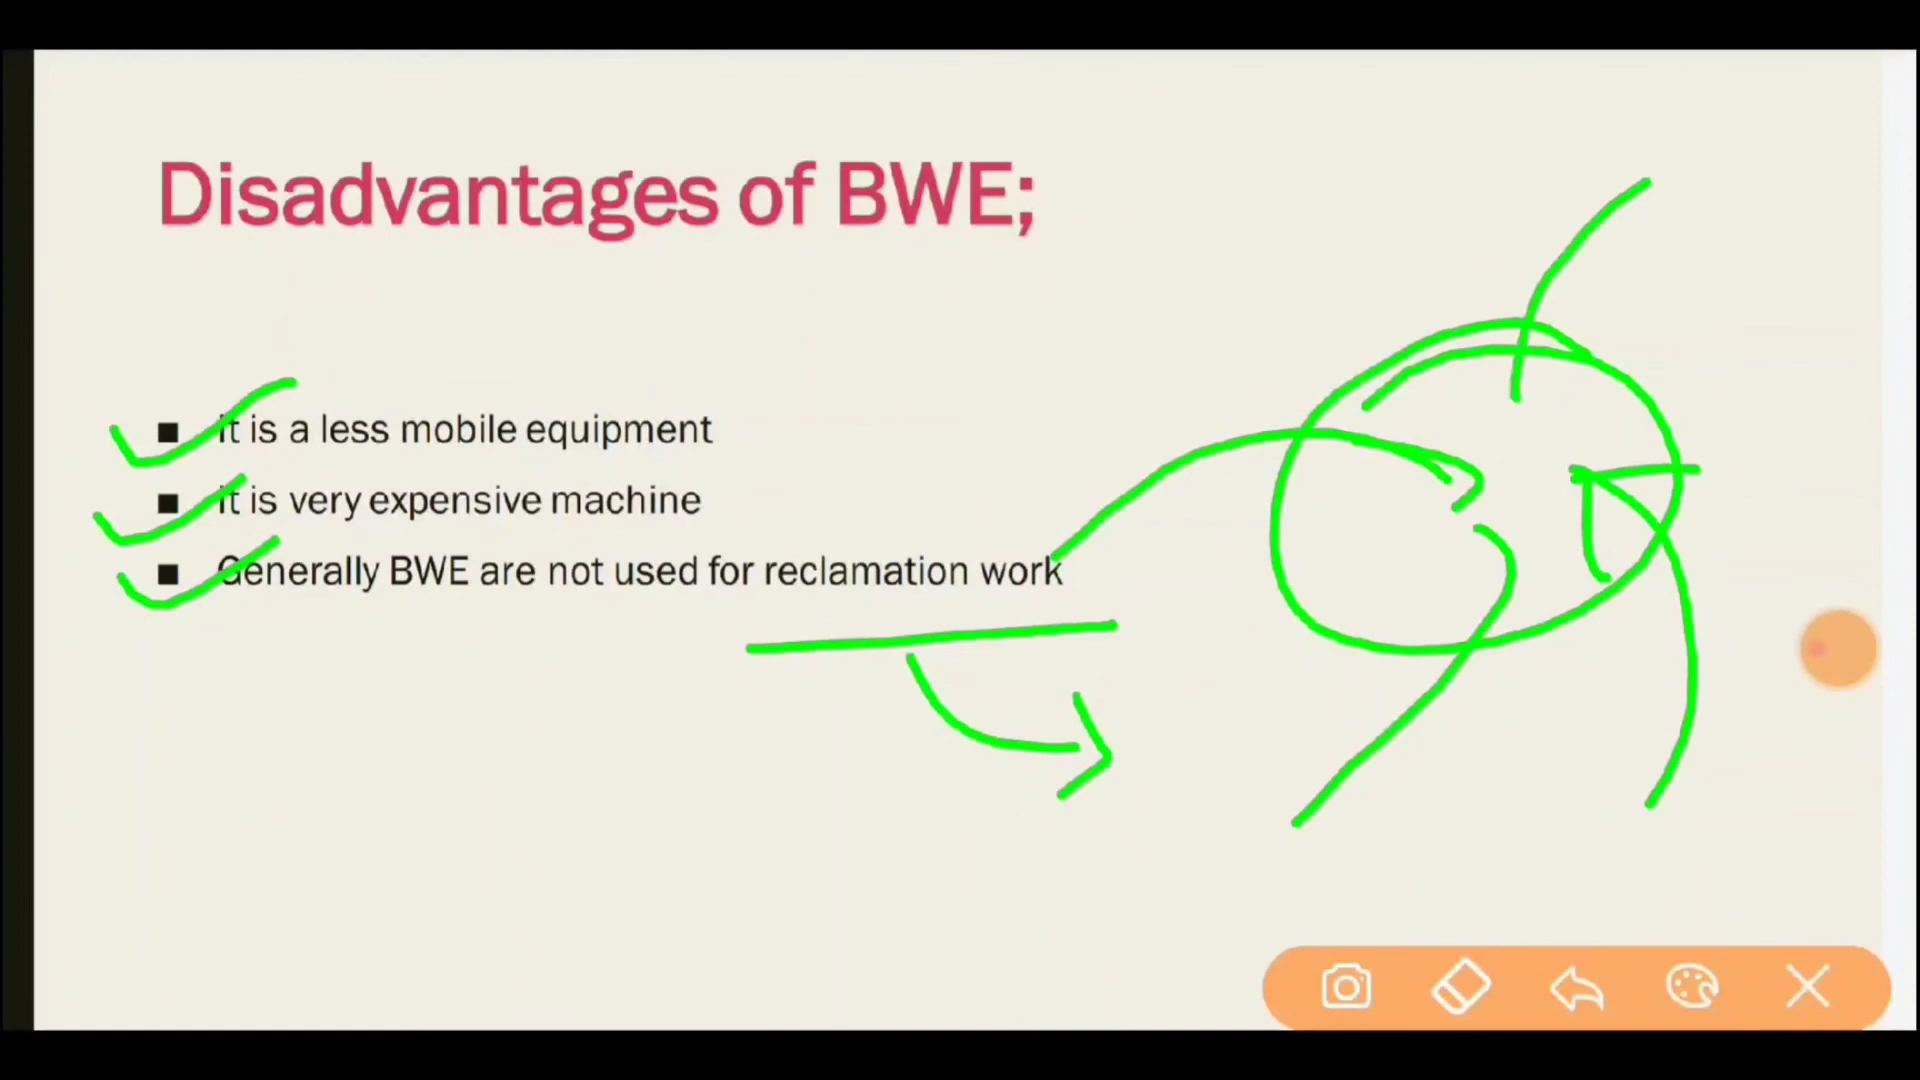 Disadvantages of BWE;
it is a less mobile equipment
it is very expensive machine
Generally BWE are not used for reclamation work